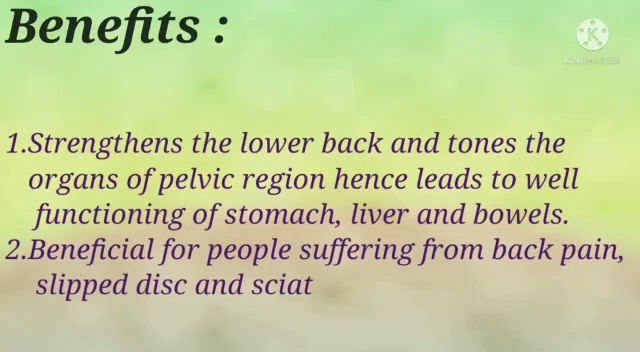 Benefits :
K
KINEMASTER
1.Strengthens the lower back and tones the
organs of pelvic region hence leads to well
functioning of stomach, liver and bowels.
2.Beneficial for people suffering from back pain,
slipped disc and sciat